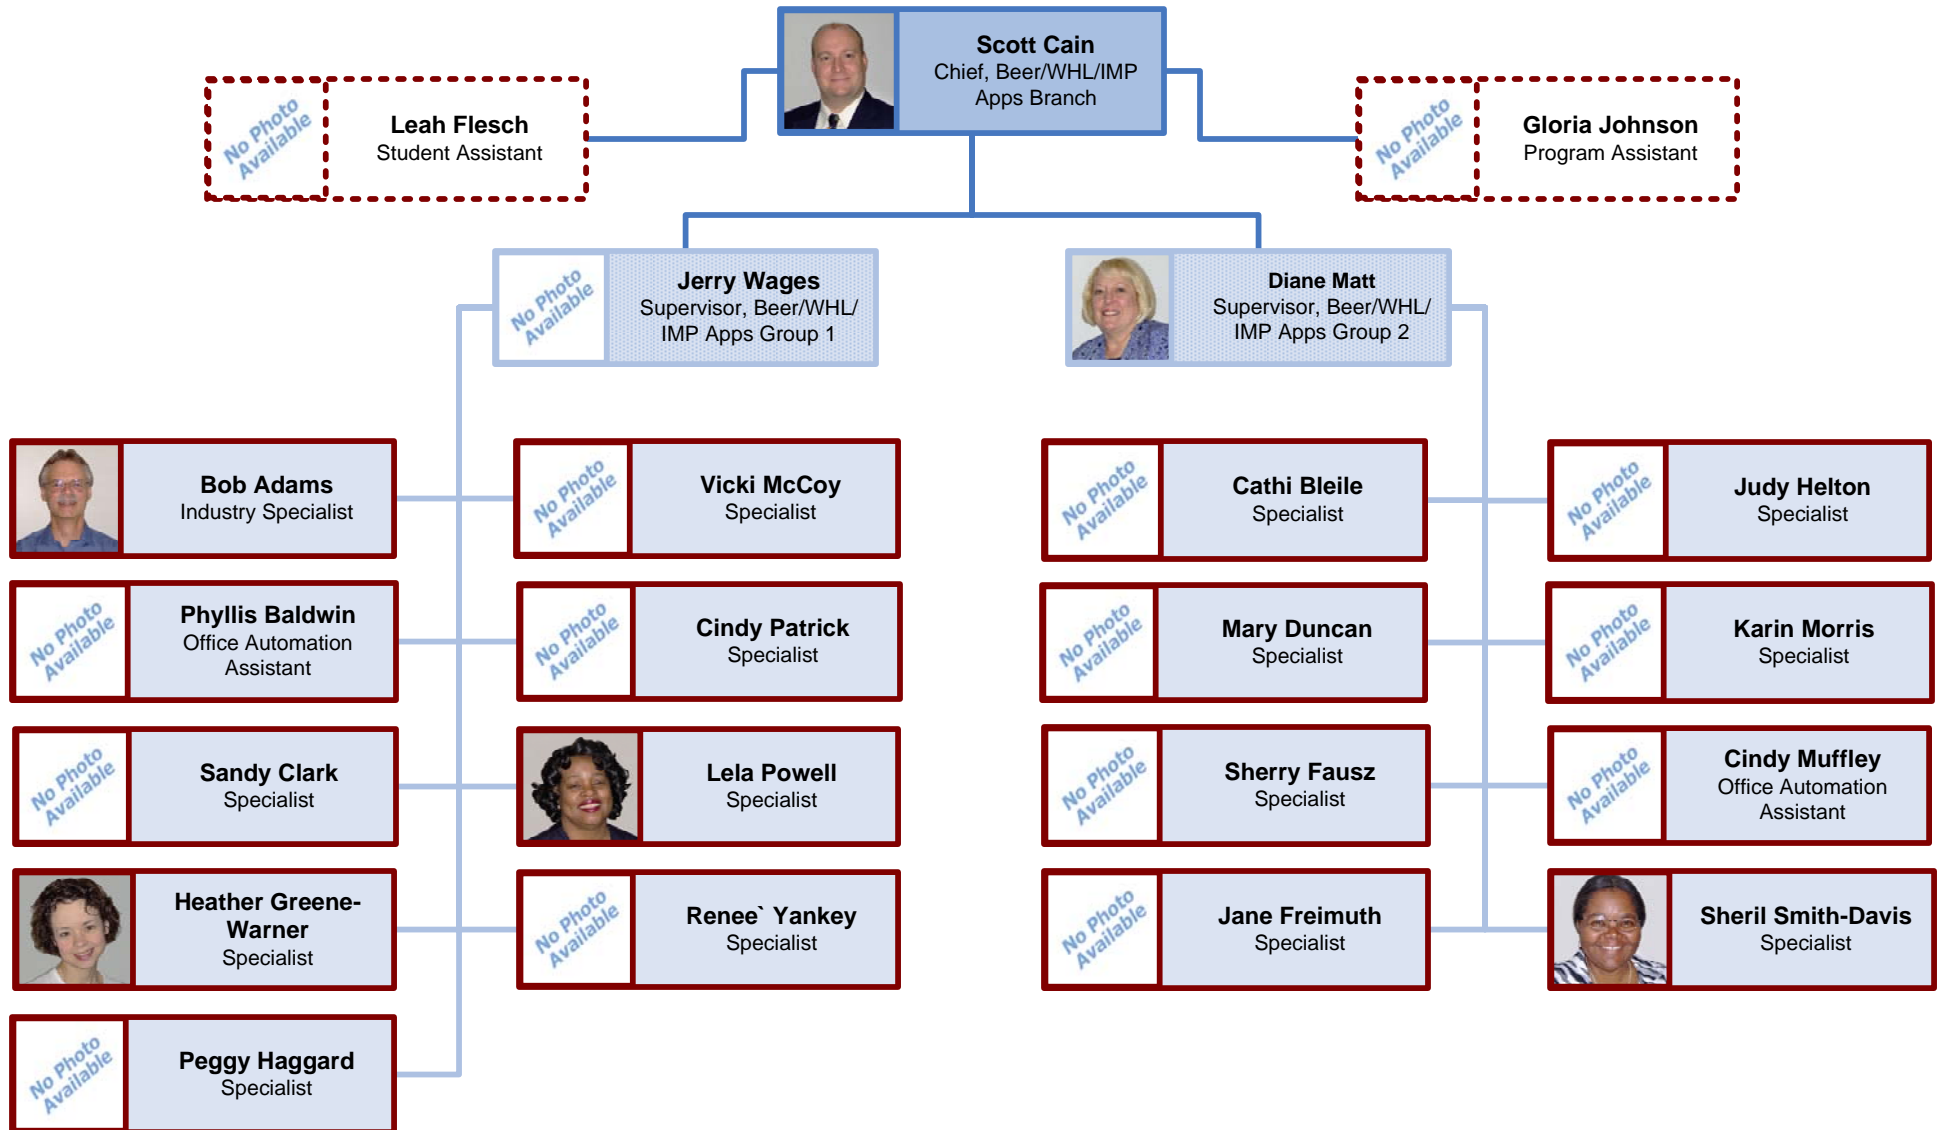 Scott Cain
Chief, Beer/WHL/IMP
Apps Branch
No Photo
Available
Leah Flesch
Student Assistant
No Photo
Available
Gloria Johnson
Program Assistant
No Photo
Available
Jerry Wages
Supervisor, Beer/WHL/
IMP Apps Group 1
Diane Matt
Supervisor, Beer/WHL/
IMP Apps Group 2
Bob Adams
Industry Specialist
No Photo
Available
Vicki McCoy
Specialist
No Photo
Available
Cathi Bleile
Specialist
No Photo
Available
Judy Helton
Specialist
No Photo
Available
Phyllis Baldwin
Office Automation
Assistant
No Photo
Available
Cindy Patrick
Specialist
No Photo
Available
Mary Duncan
Specialist
No Photo
Available
Karin Morris
Specialist
No Photo
Available
Sandy Clark
Specialist
Lela Powell
Specialist
No Photo
Available
Sherry Fausz
Specialist
No Photo
Available
Cindy Muffley
Office Automation
Assistant
Heather Greene-
Warner
Specialist
No Photo
Available
Renee` Yankey
Specialist
No Photo
Available
Jane Freimuth
Specialist
Sheril Smith-Davis
Specialist
No Photo
Available
Peggy Haggard
Specialist